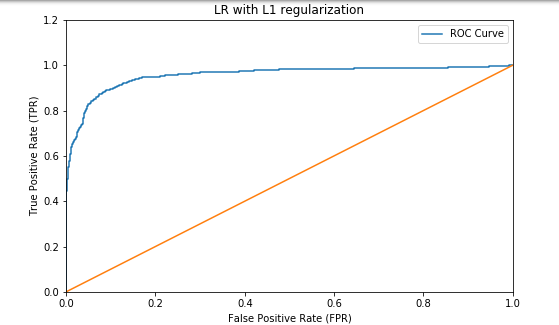 LR with L1 regularization
ROC Curve
True Positive Rate (TPR)
1.2
1.0
0.8
0.6
0.4
0.2
0.0
0.0 0.2 0.4 0.6 0.8 1.0
False Positive Rate (FPR)